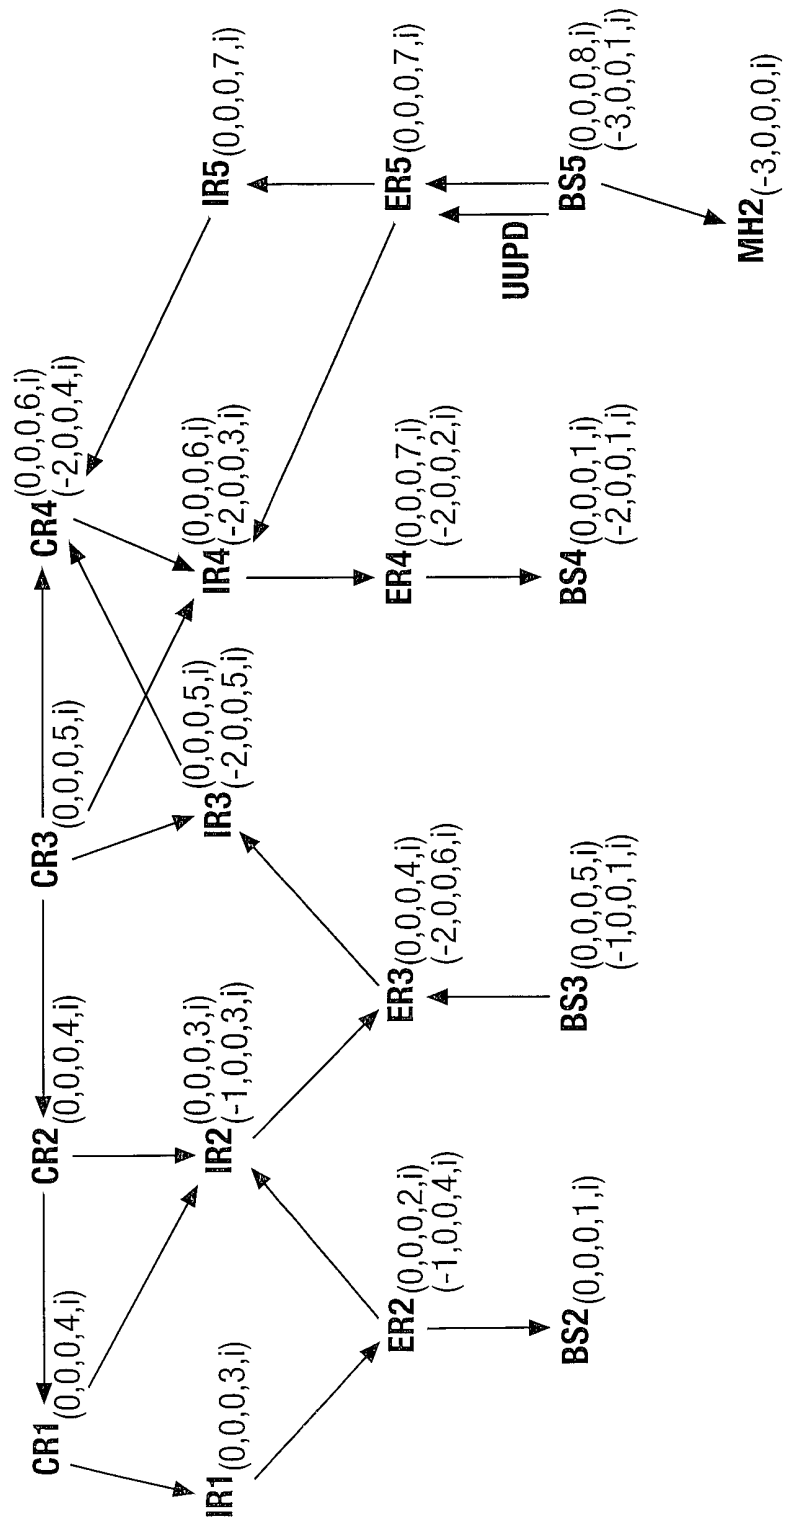 CR1(0,0,0,4,i)
CR2(0,0,0,4,i)
CR3(0,0,0,5,i)
CR4(0,0,0,6,i)
(-2,0,0,4,i)
IR1(0,0,0,3,i)
IR2(0,0,0,3,i)
(-1,0,0,3,i)
IR3(0,0,0,5,i)
(-2,0,0,5,i)
IR4(0,0,0,6,i)
(-2,0,0,3,i)
IR5(0,0,0,7,i)
ER2(0,0,0,2,i)
(-1,0,0,4,i)
ER3(0,0,0,4,i)
(-2,0,0,6,i)
ER4(0,0,0,7,i)
(-2,0,0,2,i)
ER5(0,0,0,7,i)
UUPD
BS2(0,0,0,1,i)
BS3(0,0,0,5,i)
(-1,0,0,1,i)
BS4(0,0,0,1,i)
(-2,0,0,1,i)
BS5(0,0,0,8,i)
(-3,0,0,1,i)
MH2(-3,0,0,0,i)